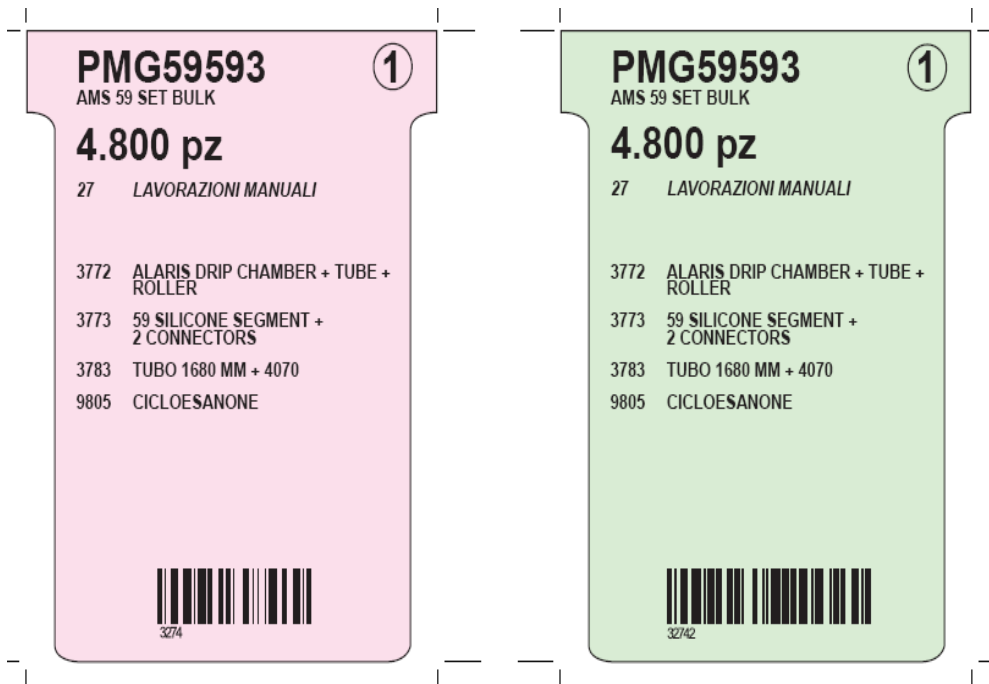 PMG59593 1
AMS 59 SET BULK
4.800 pz
27 LAVORAZIONI MANUALI
3772 ALARIS DRIP CHAMBER + TUBE +
ROLLER
3773 59 SILICONE SEGMENT +
2 CONNECTORS
3783 TUBO 1680 MM + 4070
9805 CICLOESANONE
3274
PMG59593 1
AMS 59 SET BULK
4.800 pz
27 LAVORAZIONI MANUALI
3772 ALARIS DRIP CHAMBER + TUBE +
ROLLER
3773 59 SILICONE SEGMENT +
2 CONNECTORS
3783 TUBO 1680 MM + 4070
9805 CICLOESANONE
32742